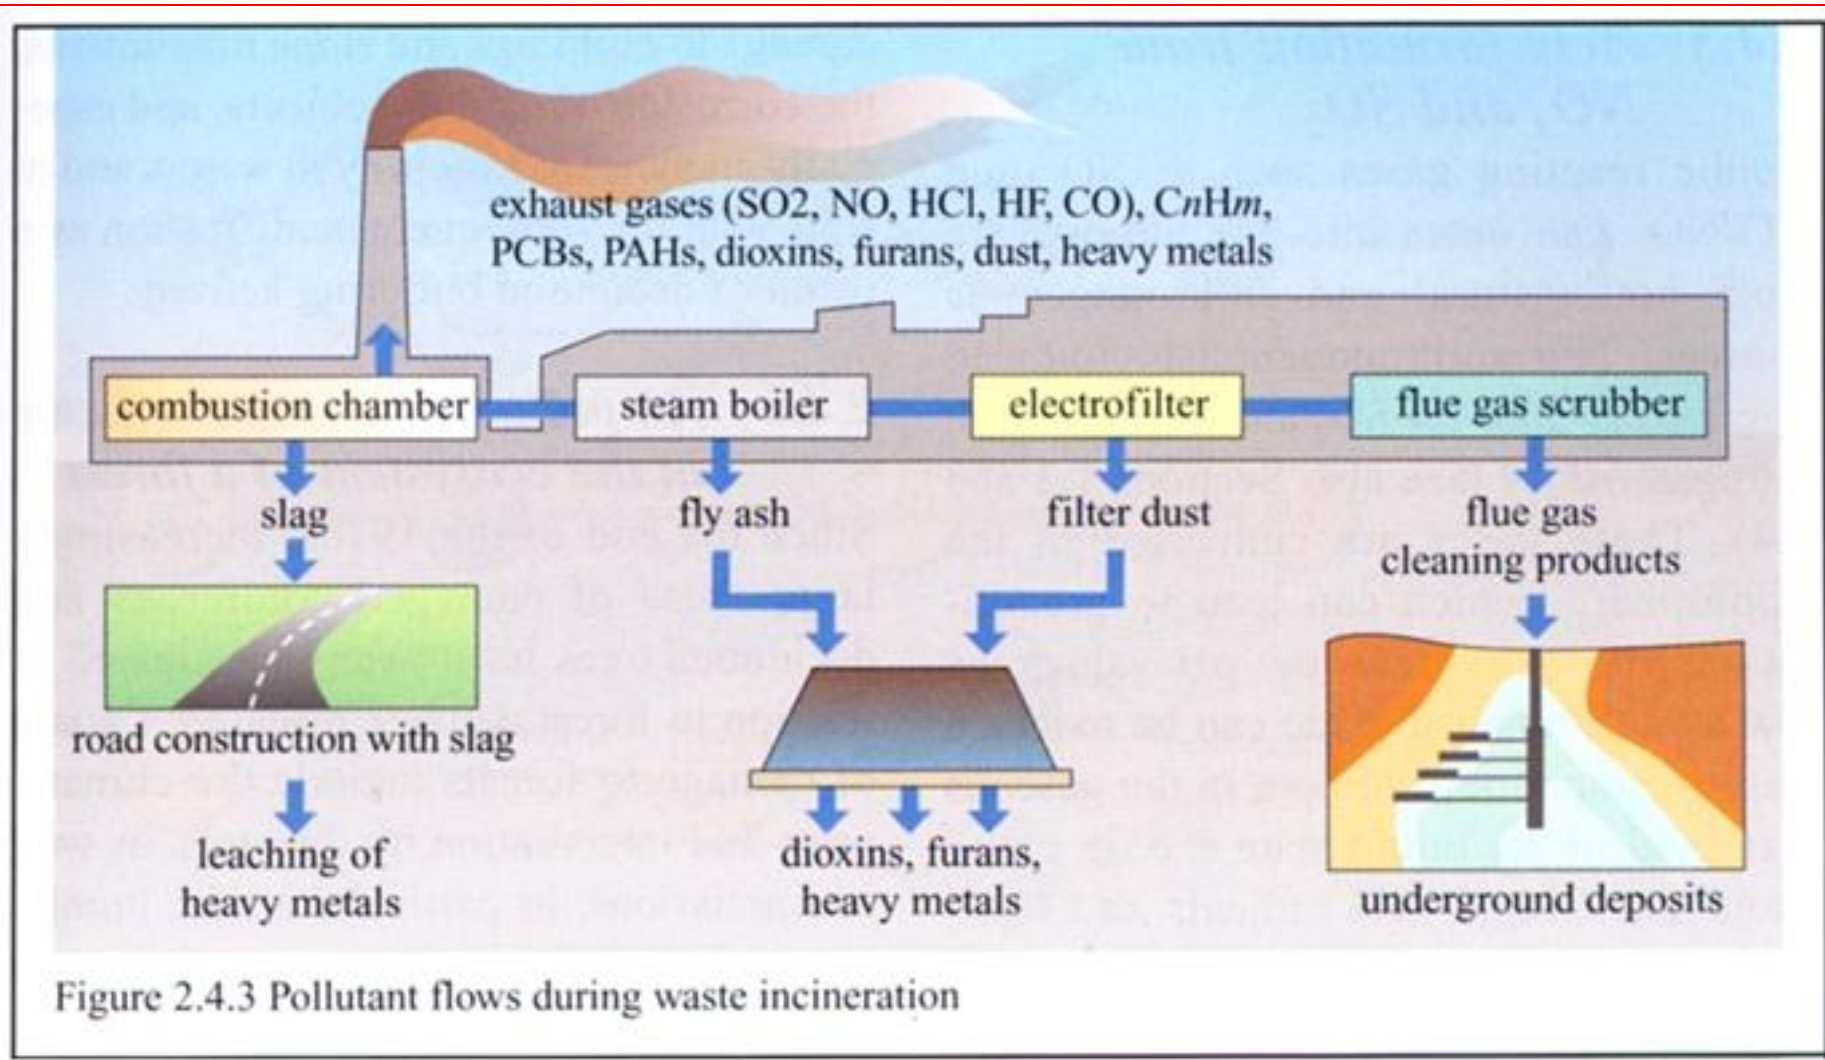 exhaust gases (SO2, NO, HCl, HF, CO), CnHm,
PCBs, PAHs, dioxins, furans, dust, heavy metals
combustion chamber
steam boiler
electrofilter
flue gas scrubber
slag
fly ash
filter dust
flue gas
cleaning products
road construction with slag
leaching of
heavy metals
dioxins, furans,
heavy metals
underground deposits
Figure 2.4.3 Pollutant flows during waste incineration